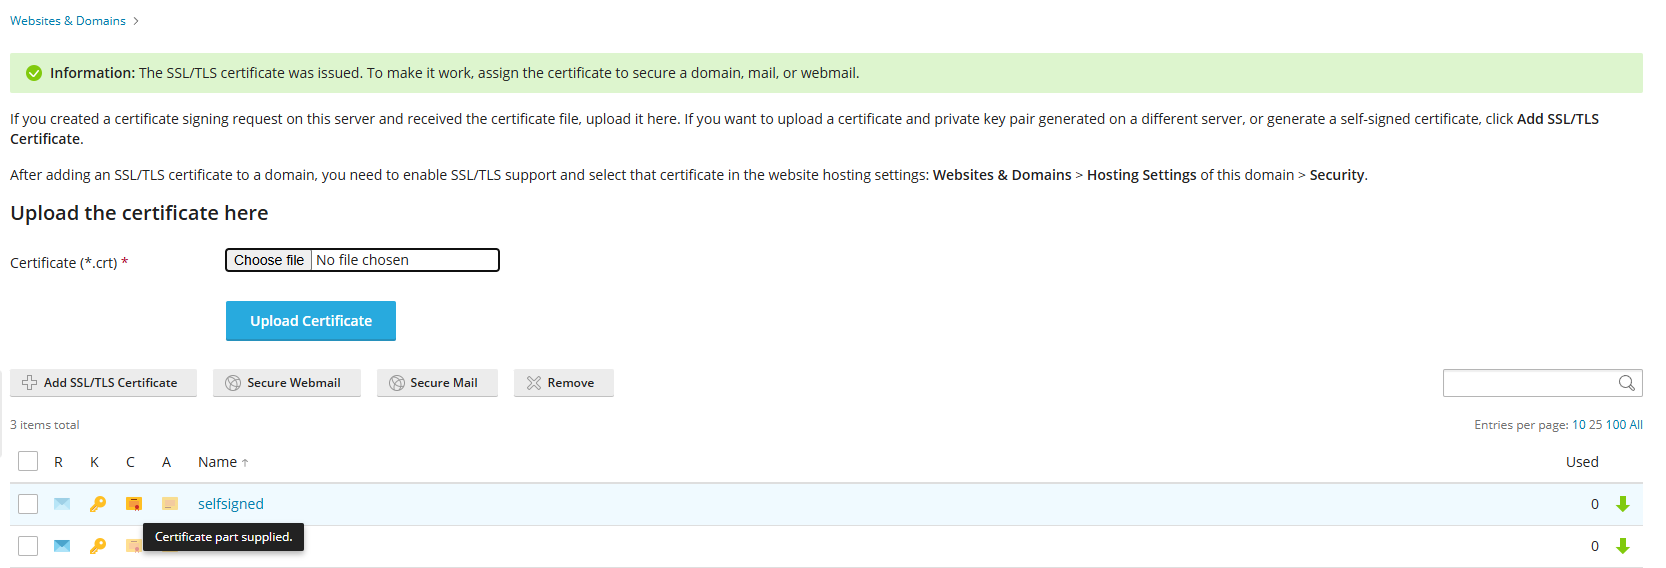 Websites & Domains >
Information: The SSL/TLS certificate was issued. To make it work, assign the certificate to secure a domain, mail, or webmail.
If you created a certificate signing request on this server and received the certificate file, upload it here. If you want to upload a certificate and private key pair generated on a different server, or generate a self-signed certificate, click Add SSL/TLS
Certificate.
After adding an SSL/TLS certificate to a domain, you need to enable SSL/TLS support and select that certificate in the website hosting settings: Websites & Domains > Hosting Settings of this domain > Security.
Upload the certificate here
Certificate (*.crt) * Choose file No file chosen
Upload Certificate
Add SSL/TLS Certificate Secure Webmail Secure Mail Remove
3 items total Entries per page: 10 25 100 All
R K C A Name ↑ Used
selfsigned 0
Certificate part supplied.
0